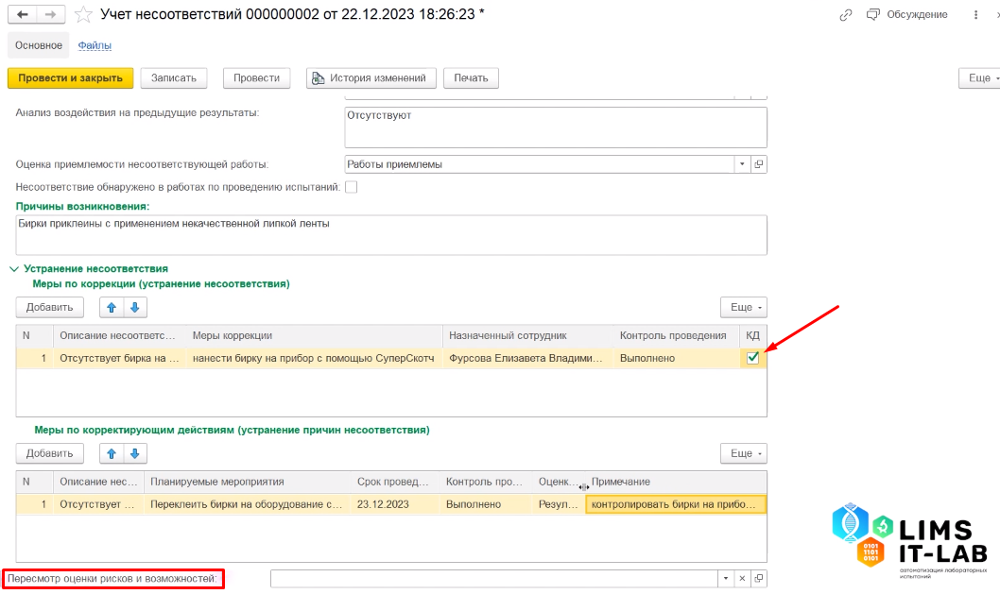 Учет несоответствий 000000002 от 22.12.2023 18:26:23 *
Обсуждение
Основное Файлы
Провести и закрыть Записать Провести История изменений Печать Еще
Анализ воздействия на предыдущие результаты: Отсутствуют
Оценка приемлемости несоответствующей работы: Работы приемлемы
Несоответствие обнаружено в работах по проведению испытаний:
Причины возникновения:
Бирки приклеины с применением некачественной липкой ленты
Устранение несоответствия
Меры по коррекции (устранение несоответствия)
Добавить Еще
N Описание несоответс... Меры коррекции Назначенный сотрудник Контроль проведения КД
1 Отсутствует бирка на ... нанести бирку на прибор с помощью СуперСкотч Фурсова Елизавета Владими... Выполнено
Меры по корректирующим действиям (устранение причин несоответствия)
Добавить Еще
N Описание нес... Планируемые мероприятия Срок провед... Контроль про... Оценк... Примечание
1 Отсутствует ... Переклеить бирки на оборудование с... 23.12.2023 Выполнено Резул... контролировать бирки на прибо...
Пересмотр оценки рисков и возможностей:
0101
1101
0101
LIMS
IT-LAB
автоматизация лабораторных
испытаний